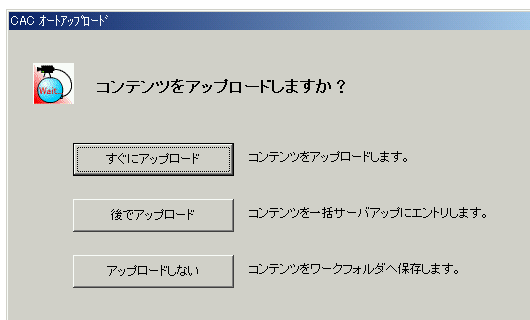 CAC オートアップロード
Wait.
コンテンツをアップロードしますか？
すぐにアップロード
コンテンツをアップロードします。
後でアップロード
コンテンツを一括サーバアップにエントリします。
アップロードしない
コンテンツをワークフォルダへ保存します。